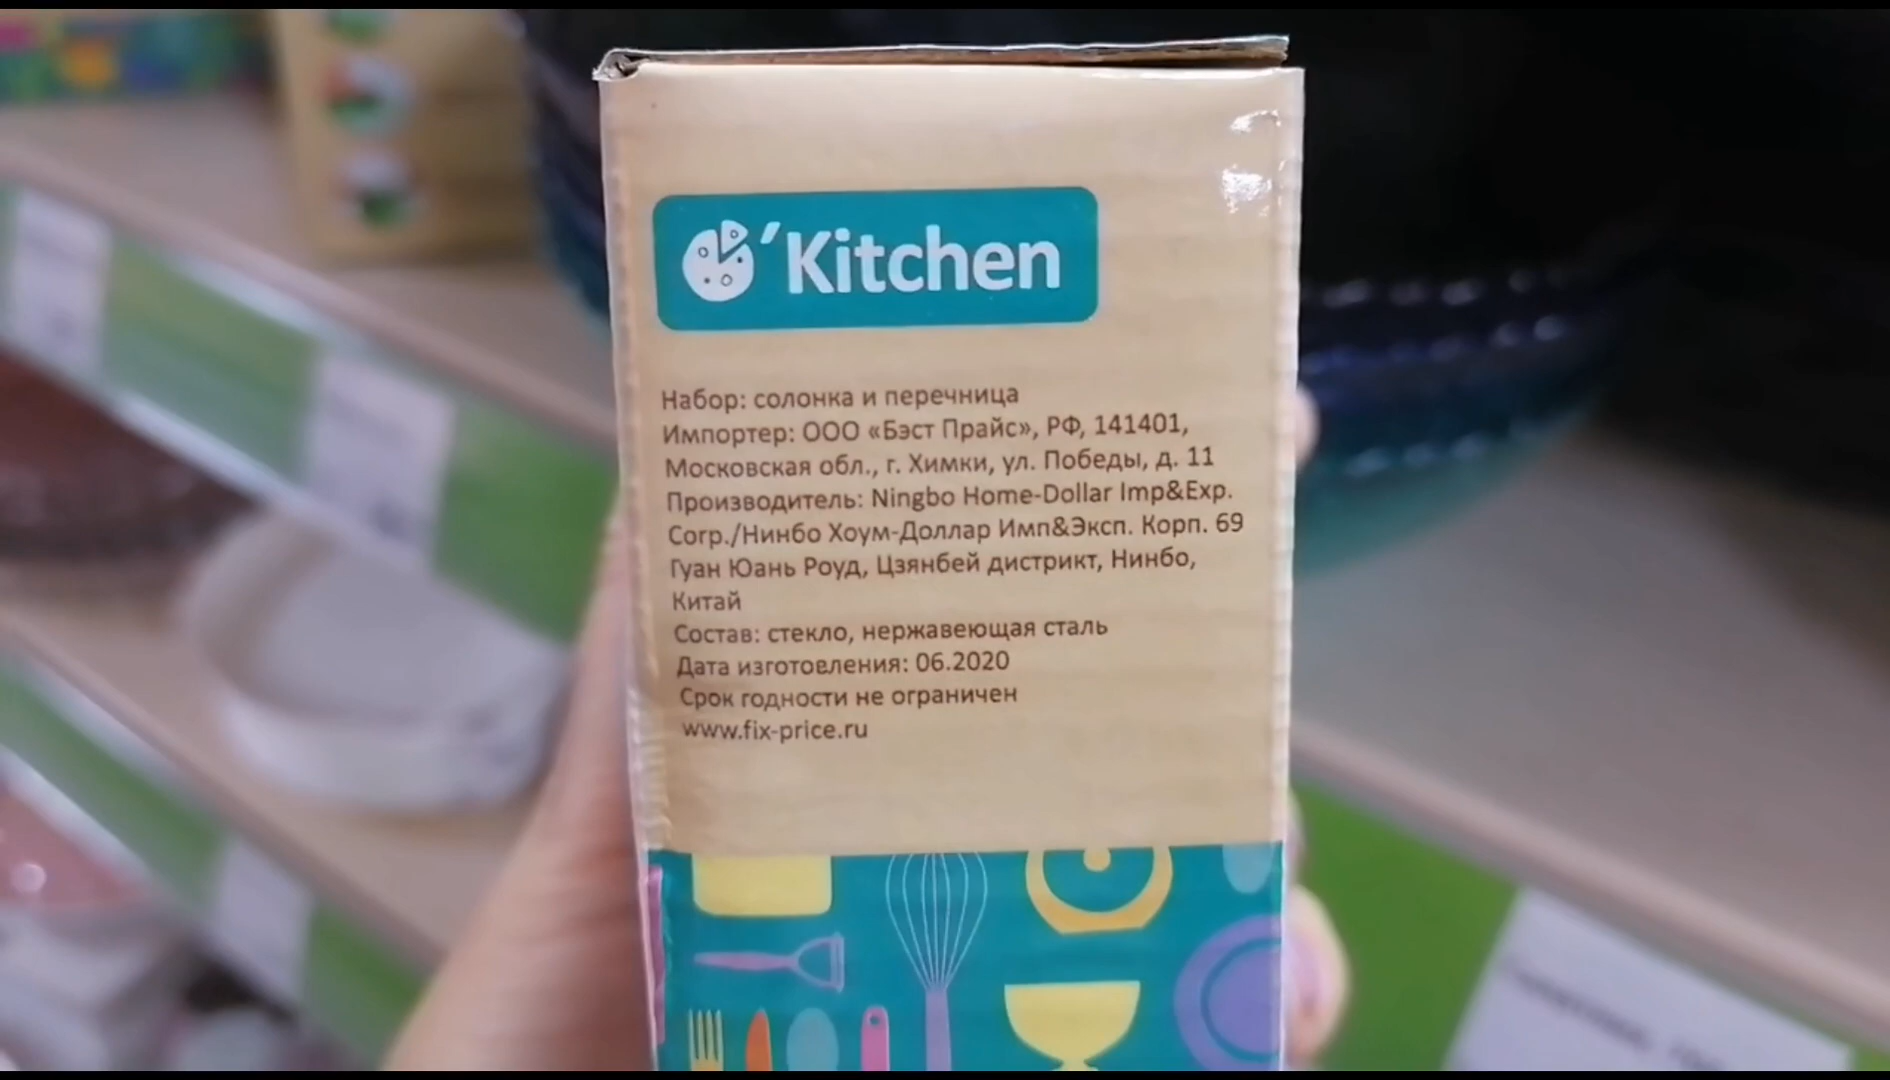 'Kitchen
Набор: солонка и перечница
Импортер: ООО «Бэст Прайс», РФ, 141401,
Московская обл., г. Химки, ул. Победы, д. 11
Производитель: Ningbo Home-Dollar Imp&Exp.
Corp./Нинбо Хоум-Доллар Имп&Эксп. Корп. 69
Гуан Юань Роуд, Цзянбей дистрикт, Нинбо,
Китай
Состав: стекло, нержавеющая сталь
Дата изготовления: 06.2020
Срок годности не ограничен
www.fix-price.ru